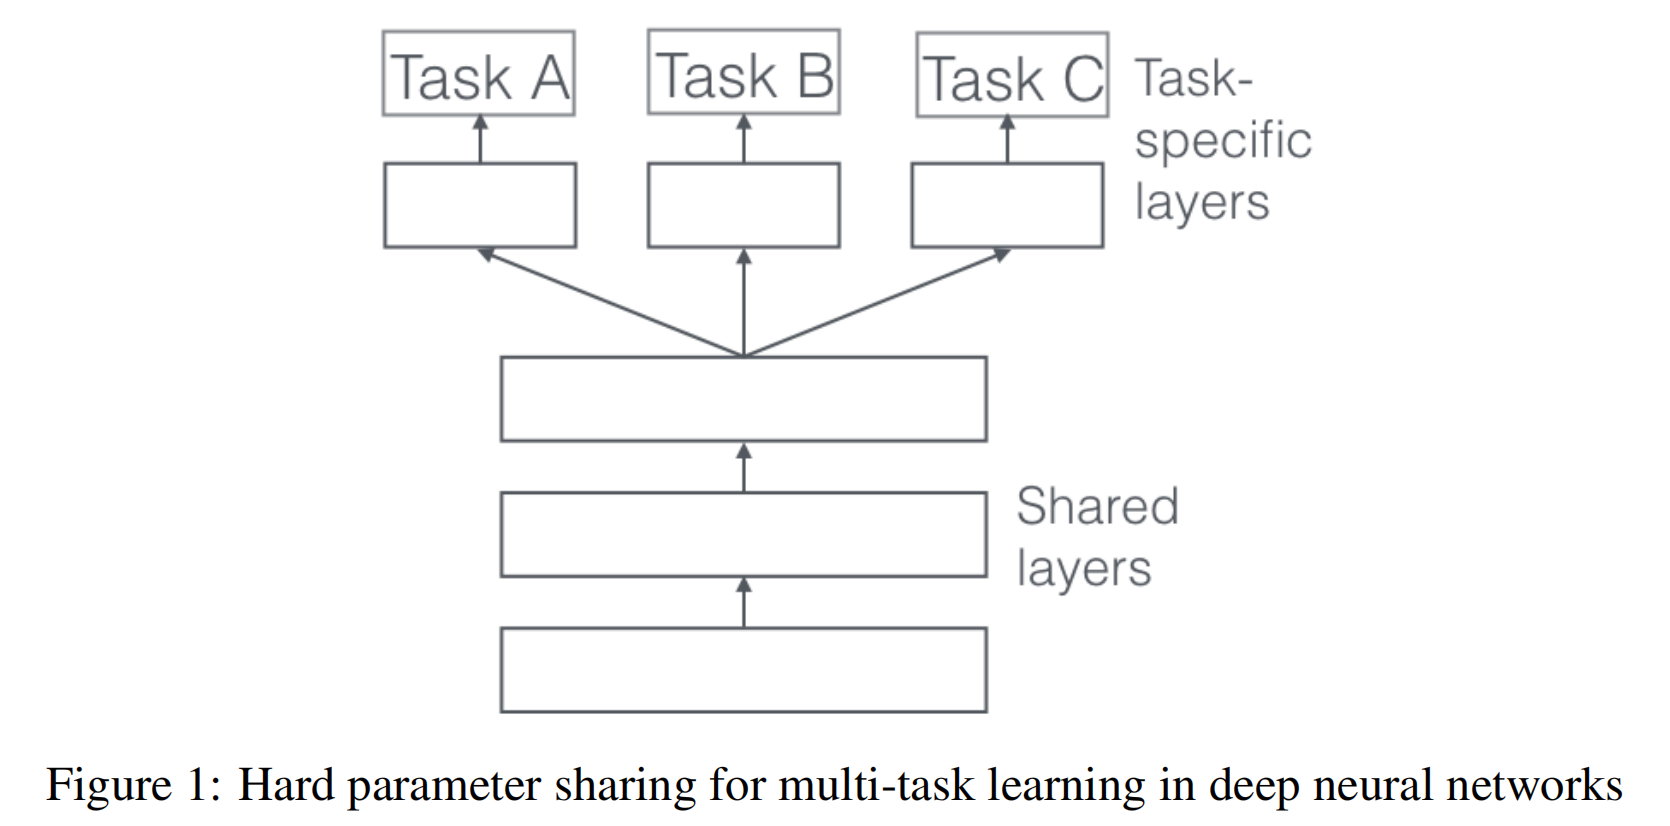 Task A
Task B
Task C
Task-
specific
layers
Shared
layers
Figure 1: Hard parameter sharing for multi-task learning in deep neural networks